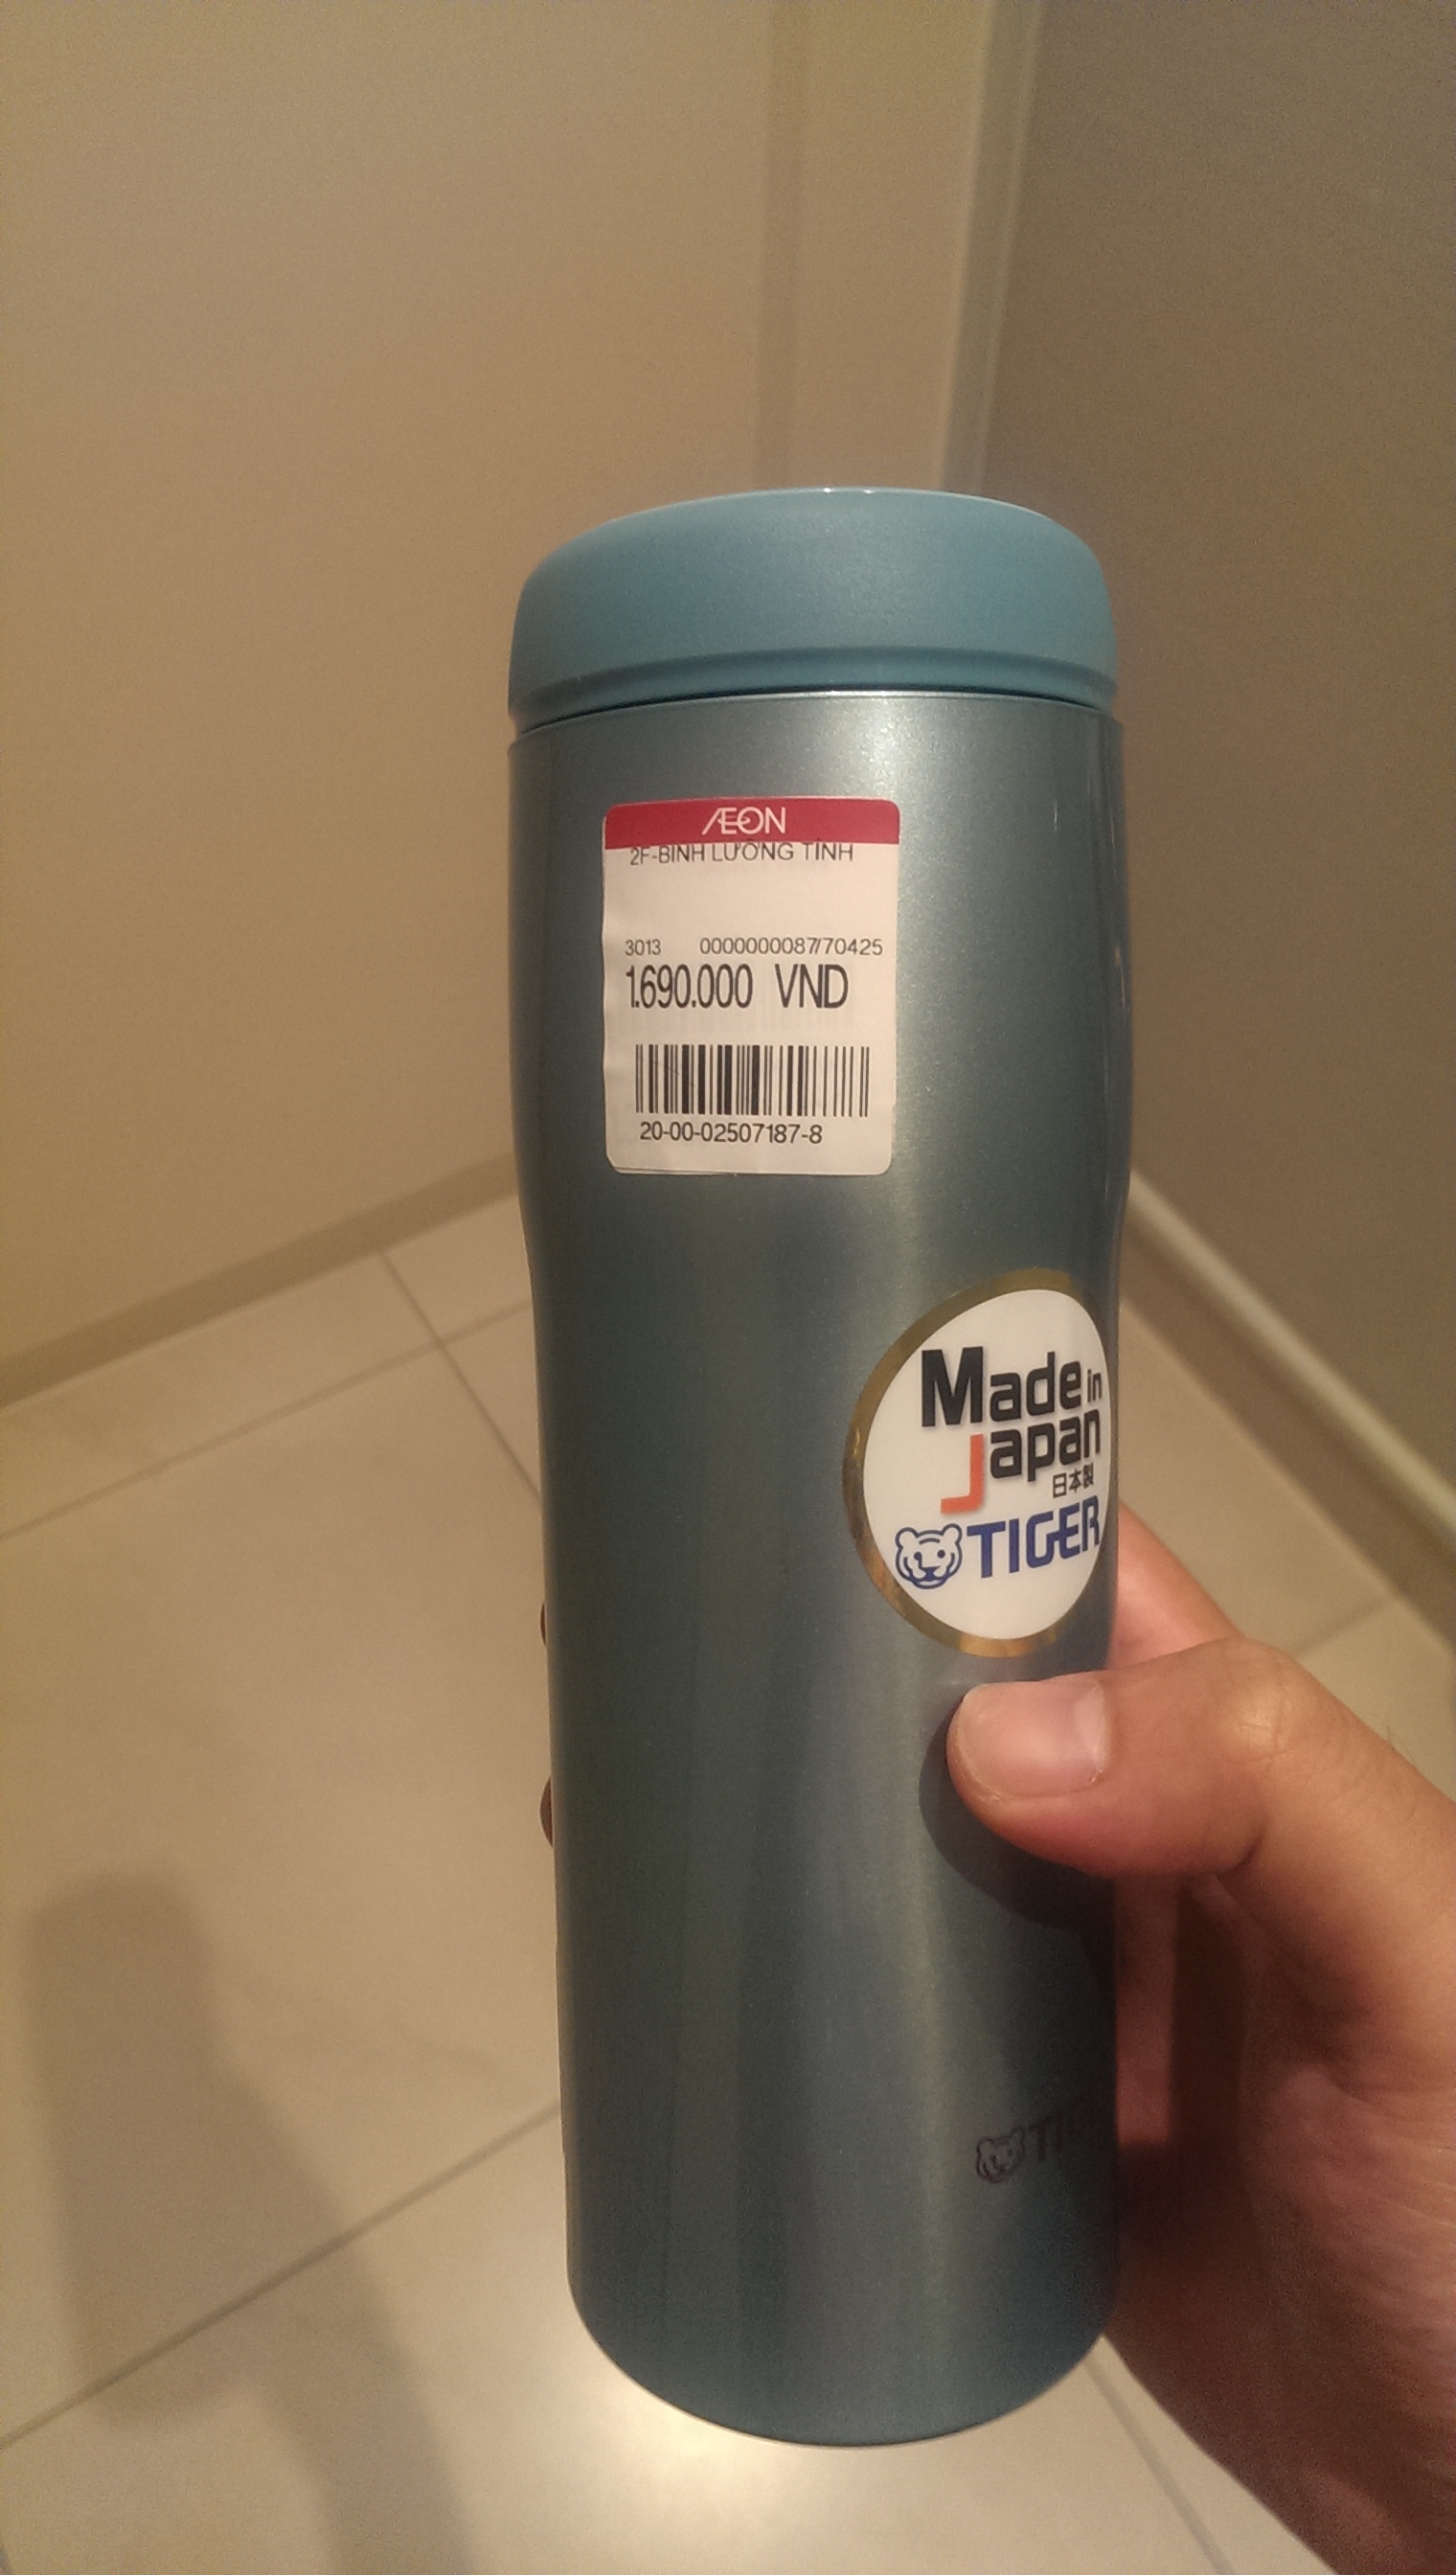 ÆON
2F-BÌNH LƯỠNG TÍNH
3013 0000000087/70425
1.690.000 VND
20-00-02507187-8
Made in
Japan
日本製
TIGER